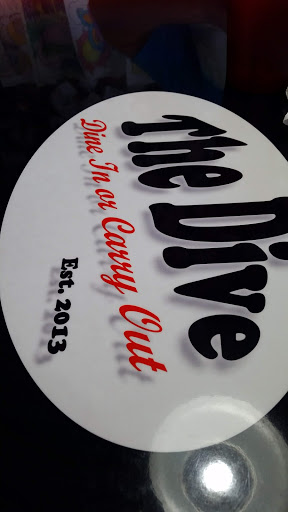 The Dive
Dine In or Carry Out
Est. 2013